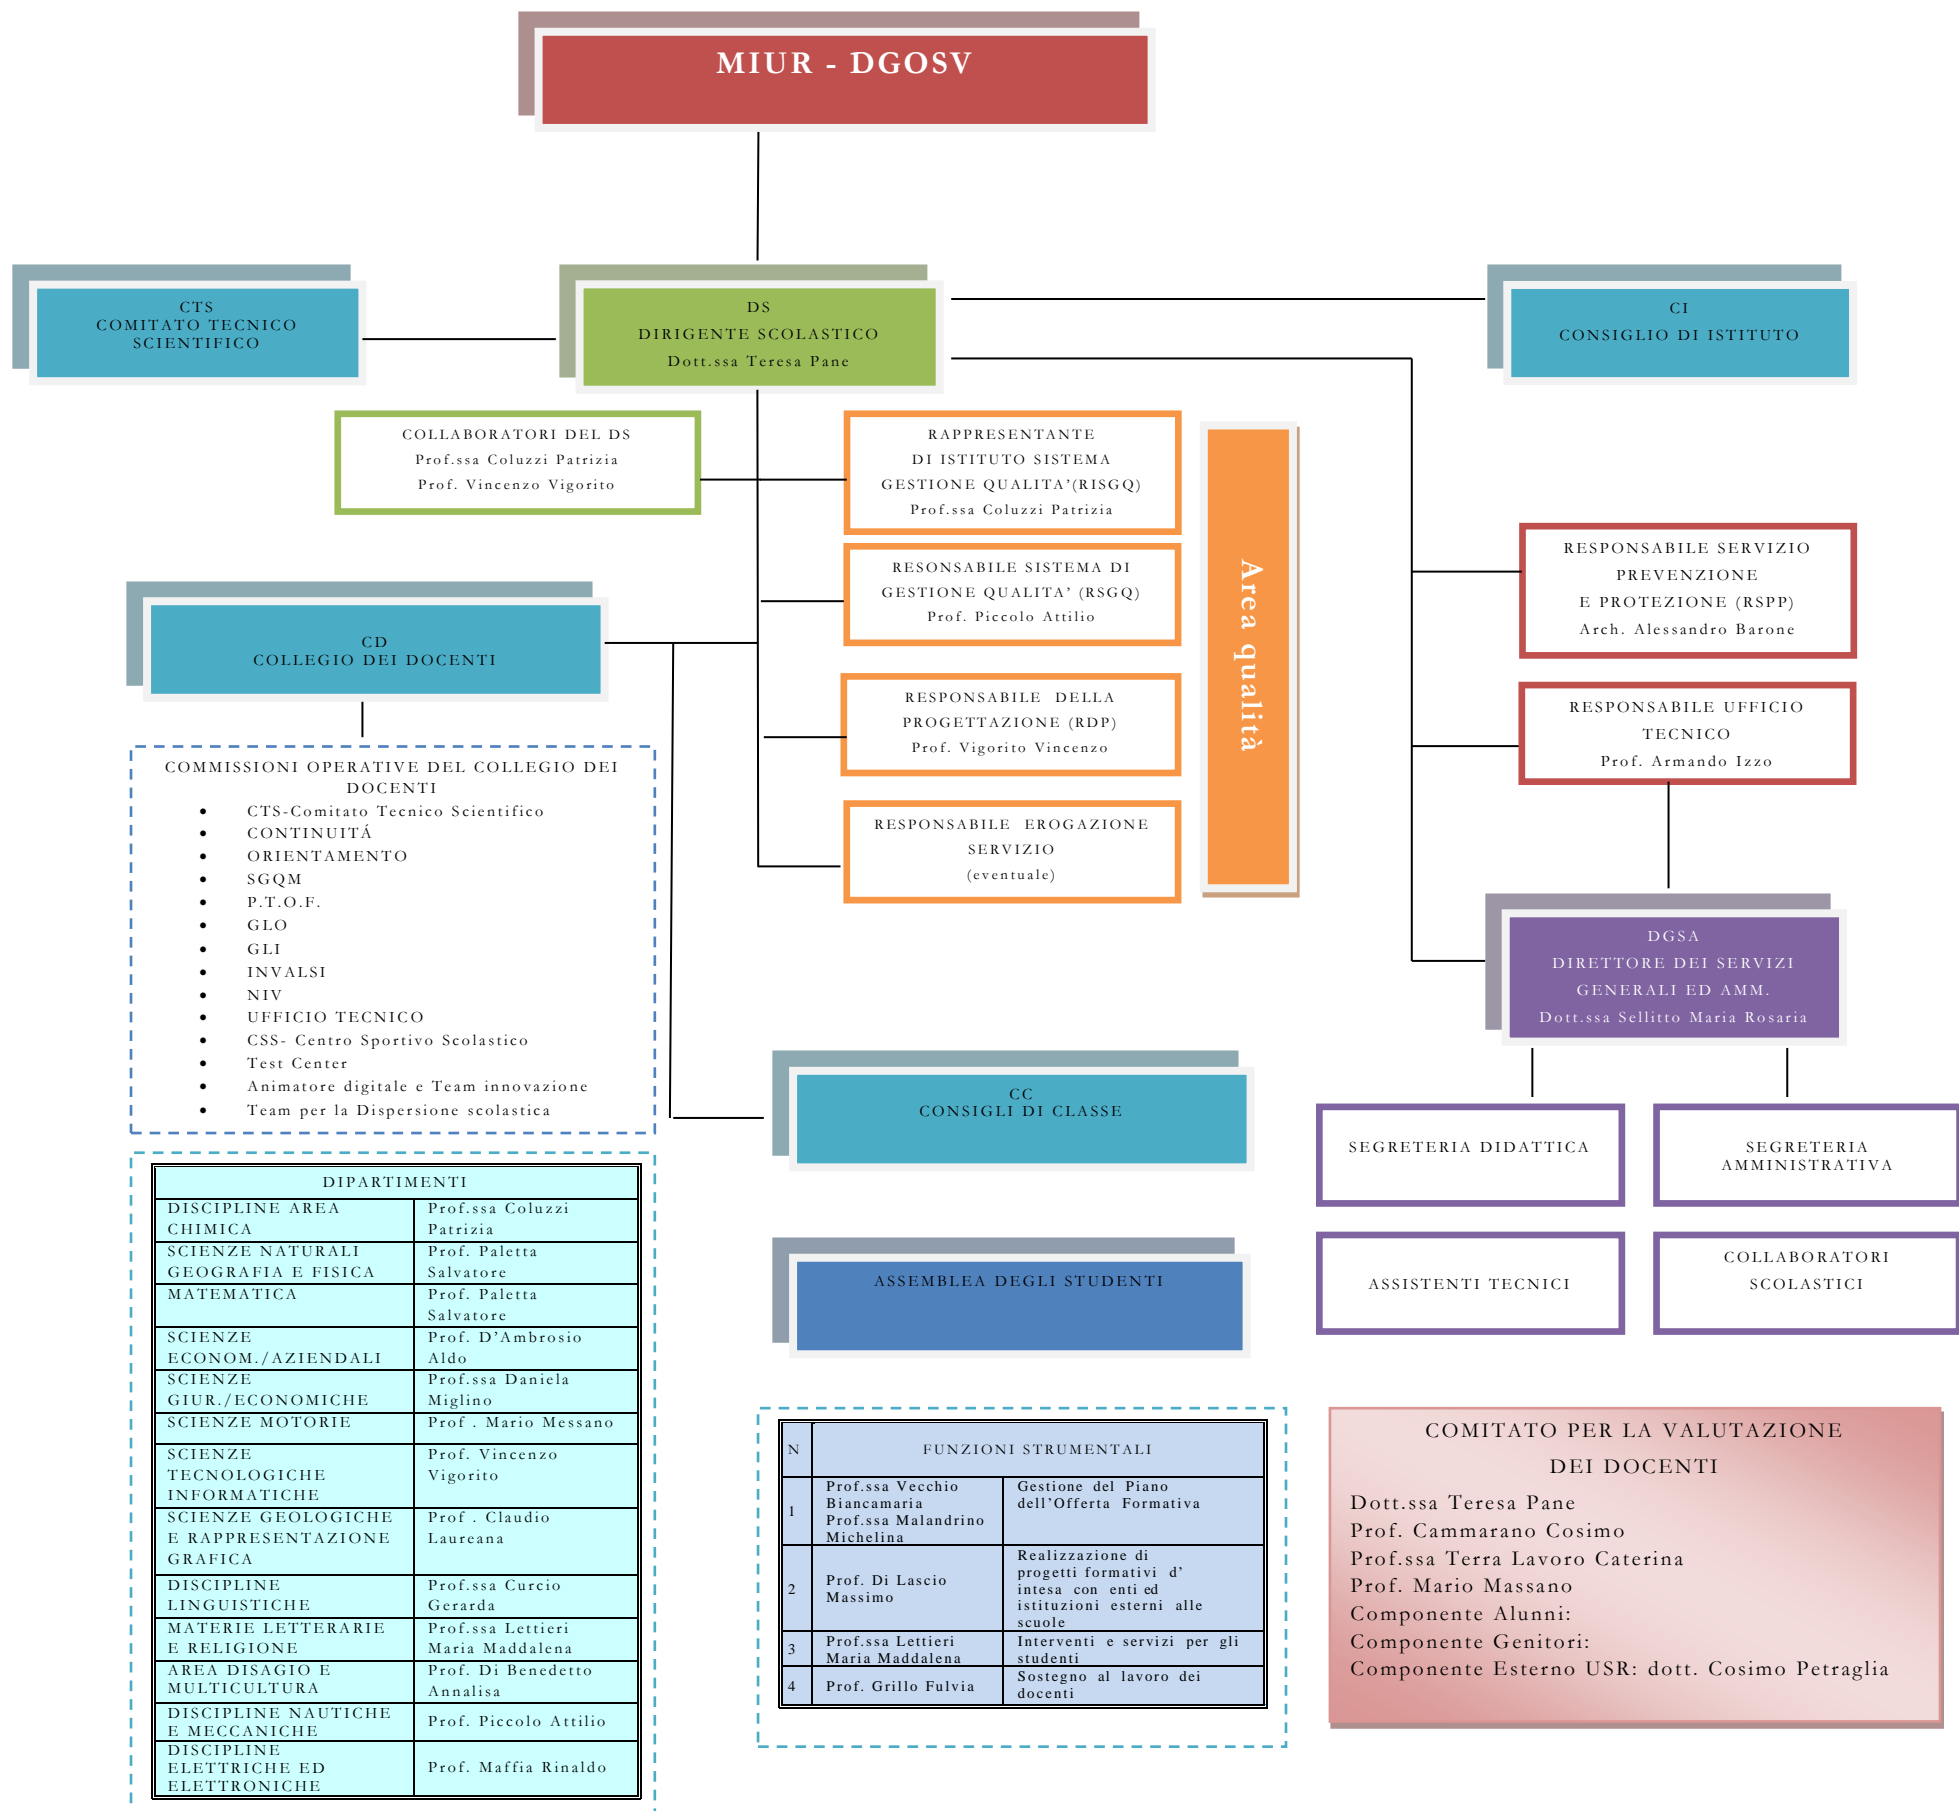 MIUR - DGOSV
CTS
COMITATO TECNICO
SCIENTIFICO
DS
DIRIGENTE SCOLASTICO
Dott.ssa Teresa Pane
CI
CONSIGLIO DI ISTITUTO
COLLABORATORI DEL DS
Prof.ssa Coluzzi Patrizia
Prof. Vincenzo Vigorito
RAPPRESENTANTE
DI ISTITUTO SISTEMA
GESTIONE QUALITA’(RISGQ)
Prof.ssa Coluzzi Patrizia
RESONSABILE SISTEMA DI
GESTIONE QUALITA’ (RSGQ)
Prof. Piccolo Attilio
RESPONSABILE DELLA
PROGETTAZIONE (RDP)
Prof. Vigorito Vincenzo
RESPONSABILE EROGAZIONE
SERVIZIO
(eventuale)
Area qualità
RESPONSABILE SERVIZIO
PREVENZIONE
E PROTEZIONE (RSPP)
Arch. Alessandro Barone
RESPONSABILE UFFICIO
TECNICO
Prof. Armando Izzo
CD
COLLEGIO DEI DOCENTI
COMMISSIONI OPERATIVE DEL COLLEGIO DEI
DOCENTI
• CTS-Comitato Tecnico Scientifico
• CONTINUITÁ
• ORIENTAMENTO
• SGQM
• P.T.O.F.
• GLO
• GLI
• INVALSI
• NIV
• UFFICIO TECNICO
• CSS- Centro Sportivo Scolastico
• Test Center
• Animatore digitale e Team innovazione
• Team per la Dispersione scolastica
DGSA
DIRETTORE DEI SERVIZI
GENERALI ED AMM.
Dott.ssa Sellitto Maria Rosaria
CC
CONSIGLI DI CLASSE
SEGRETERIA DIDATTICA
SEGRETERIA
AMMINISTRATIVA
ASSISTENTI TECNICI
COLLABORATORI
SCOLASTICI
ASSEMBLEA DEGLI STUDENTI
DIPARTIMENTI
DISCIPLINE AREA
CHIMICA
Prof.ssa Coluzzi
Patrizia
SCIENZE NATURALI
GEOGRAFIA E FISICA
Prof. Paletta
Salvatore
MATEMATICA
Prof. Paletta
Salvatore
SCIENZE
ECONOM./AZIENDALI
Prof. D’Ambrosio
Aldo
SCIENZE
GIUR./ECONOMICHE
Prof.ssa Daniela
Miglino
SCIENZE MOTORIE
Prof . Mario Messano
SCIENZE
TECNOLOGICHE
INFORMATICHE
Prof. Vincenzo
Vigorito
SCIENZE GEOLOGICHE
E RAPPRESENTAZIONE
GRAFICA
Prof . Claudio
Laureana
DISCIPLINE
LINGUISTICHE
Prof.ssa Curcio
Gerarda
MATERIE LETTERARIE
E RELIGIONE
Prof.ssa Lettieri
Maria Maddalena
AREA DISAGIO E
MULTICULTURA
Prof. Di Benedetto
Annalisa
DISCIPLINE NAUTICHE
E MECCANICHE
Prof. Piccolo Attilio
DISCIPLINE
ELETTRICHE ED
ELETTRONICHE
Prof. Maffia Rinaldo
N FUNZIONI STRUMENTALI
1
Prof.ssa Vecchio
Biancamaria
Prof.ssa Malandrino
Michelina
Gestione del Piano
dell’Offerta Formativa
2
Prof. Di Lascio
Massimo
Realizzazione di
progetti formativi d’
intesa con enti ed
istituzioni esterni alle
scuole
3
Prof.ssa Lettieri
Maria Maddalena
Interventi e servizi per gli
studenti
4
Prof. Grillo Fulvia
Sostegno al lavoro dei
docenti
COMITATO PER LA VALUTAZIONE
DEI DOCENTI
Dott.ssa Teresa Pane
Prof. Cammarano Cosimo
Prof.ssa Terra Lavoro Caterina
Prof. Mario Massano
Componente Alunni:
Componente Genitori:
Componente Esterno USR: dott. Cosimo Petraglia